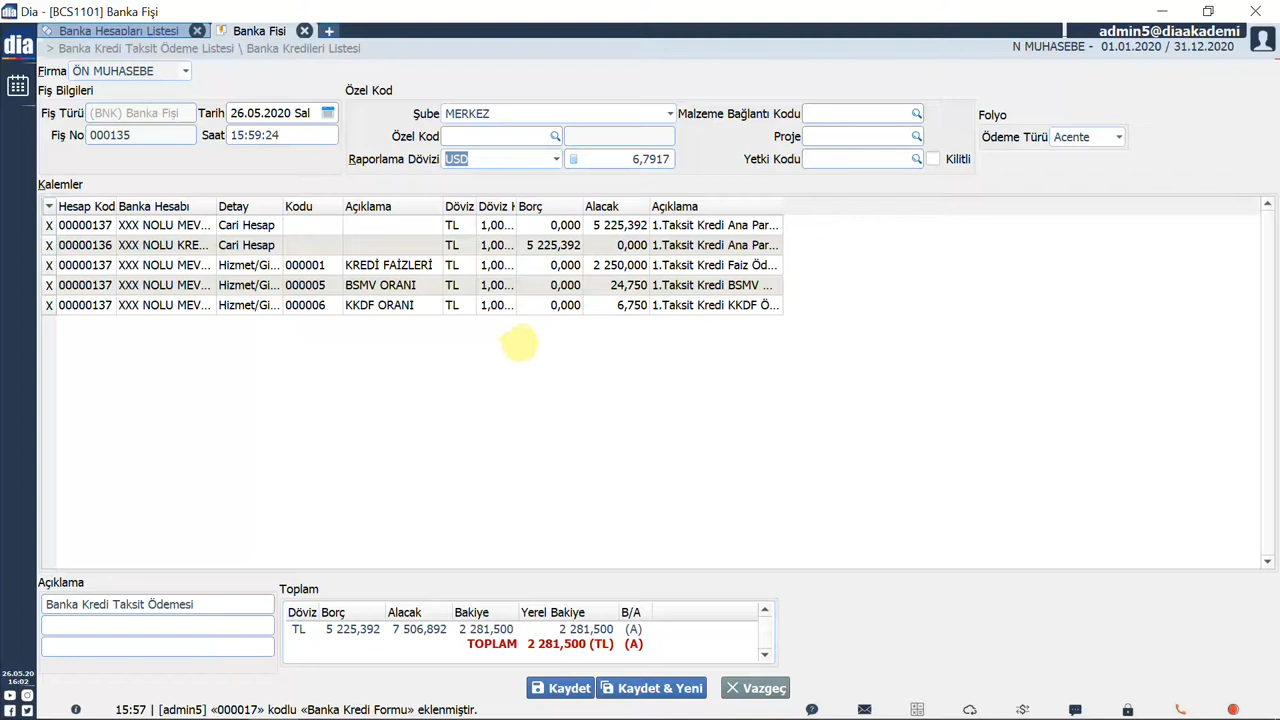 Dia - [BCS1101] Banka Fişi
Banka Hesapları Listesi Banka Fisi
admin5@diaakademi
dia > Banka Kredi Taksit Ödeme Listesi \ Banka Kredileri Listesi N MUHASEBE - 01.01.2020 / 31.12.2020
Firma ÖN MUHASEBE
Fiş Bilgileri Özel Kod
Fiş Türü (BNK) Banka Fişi Tarih 26.05.2020 Sal Şube MERKEZ Malzeme Bağlantı Kodu Folyo
Fiş No 000135 Saat 15:59:24 Özel Kod Proje Ödeme Türü Acente
Raporlama Dövizi USD 6,7917 Yetki Kodu Kilitli
Kalemler
Hesap Kod Banka Hesabı Detay Kodu Açıklama Döviz Döviz Borç Alacak Açıklama
X 00000137 XXX NOLU MEV... Cari Hesap TL 1,00... 0,000 5 225,392 1.Taksit Kredi Ana Par...
X 00000136 XXX NOLU KRE... Cari Hesap TL 1,00... 5 225,392 0,000 1.Taksit Kredi Ana Par...
X 00000137 XXX NOLU MEV... Hizmet/Gi... 000001 KREDİ FAİZLERİ TL 1,00... 0,000 2 250,000 1.Taksit Kredi Faiz Öd...
X 00000137 XXX NOLU MEV... Hizmet/Gi... 000005 BSMV ORANI TL 1,00... 0,000 24,750 1.Taksit Kredi BSMV ...
X 00000137 XXX NOLU MEV... Hizmet/Gi... 000006 KKDF ORANI TL 1,00... 0,000 6,750 1.Taksit Kredi KKDF Ö...
Açıklama Toplam
Banka Kredi Taksit Ödemesi
Döviz Borç Alacak Bakiye Yerel Bakiye B/A
TL 5 225,392 7 506,892 2 281,500 2 281,500 (A)
TOPLAM 2 281,500 (TL) (A)
Kaydet Kaydet & Yeni Vazgeç
26.05.20
16:02
15:57 | [admin5] «000017» kodlu «Banka Kredi Formu» eklenmiştir.